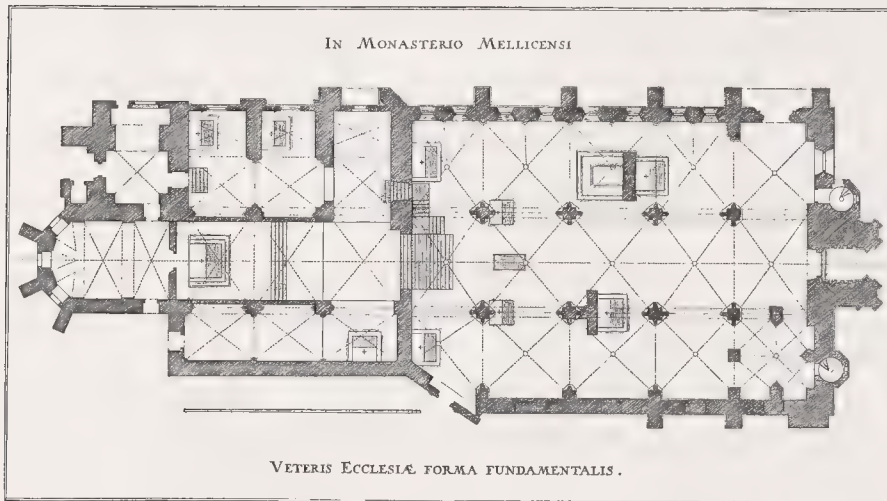 IN MONASTERIO MELLICENSI
VETERIS ECCLESIÆ FORMA FUNDAMENTALIS.